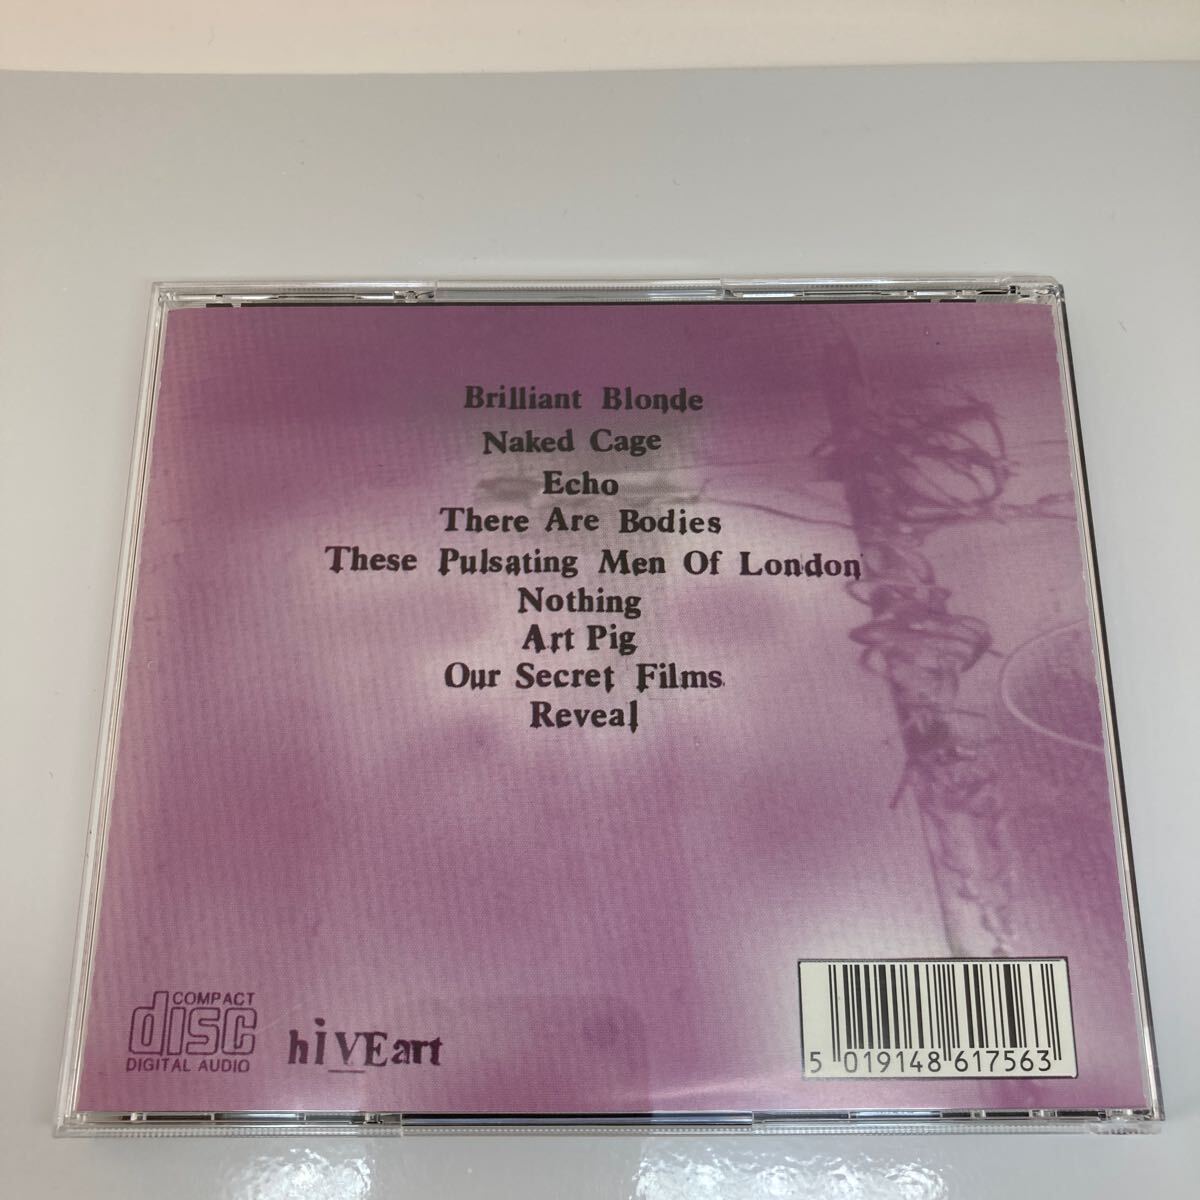 Brilliant Blonde
Naked Cage
Echo
There Are Bodies
These Pulsating Men Of London
Nothing
Art Pig
Our Secret Films
Reveal
COMPACT
disc
DIGITAL AUDIO
hiVEart
5 019148 617563